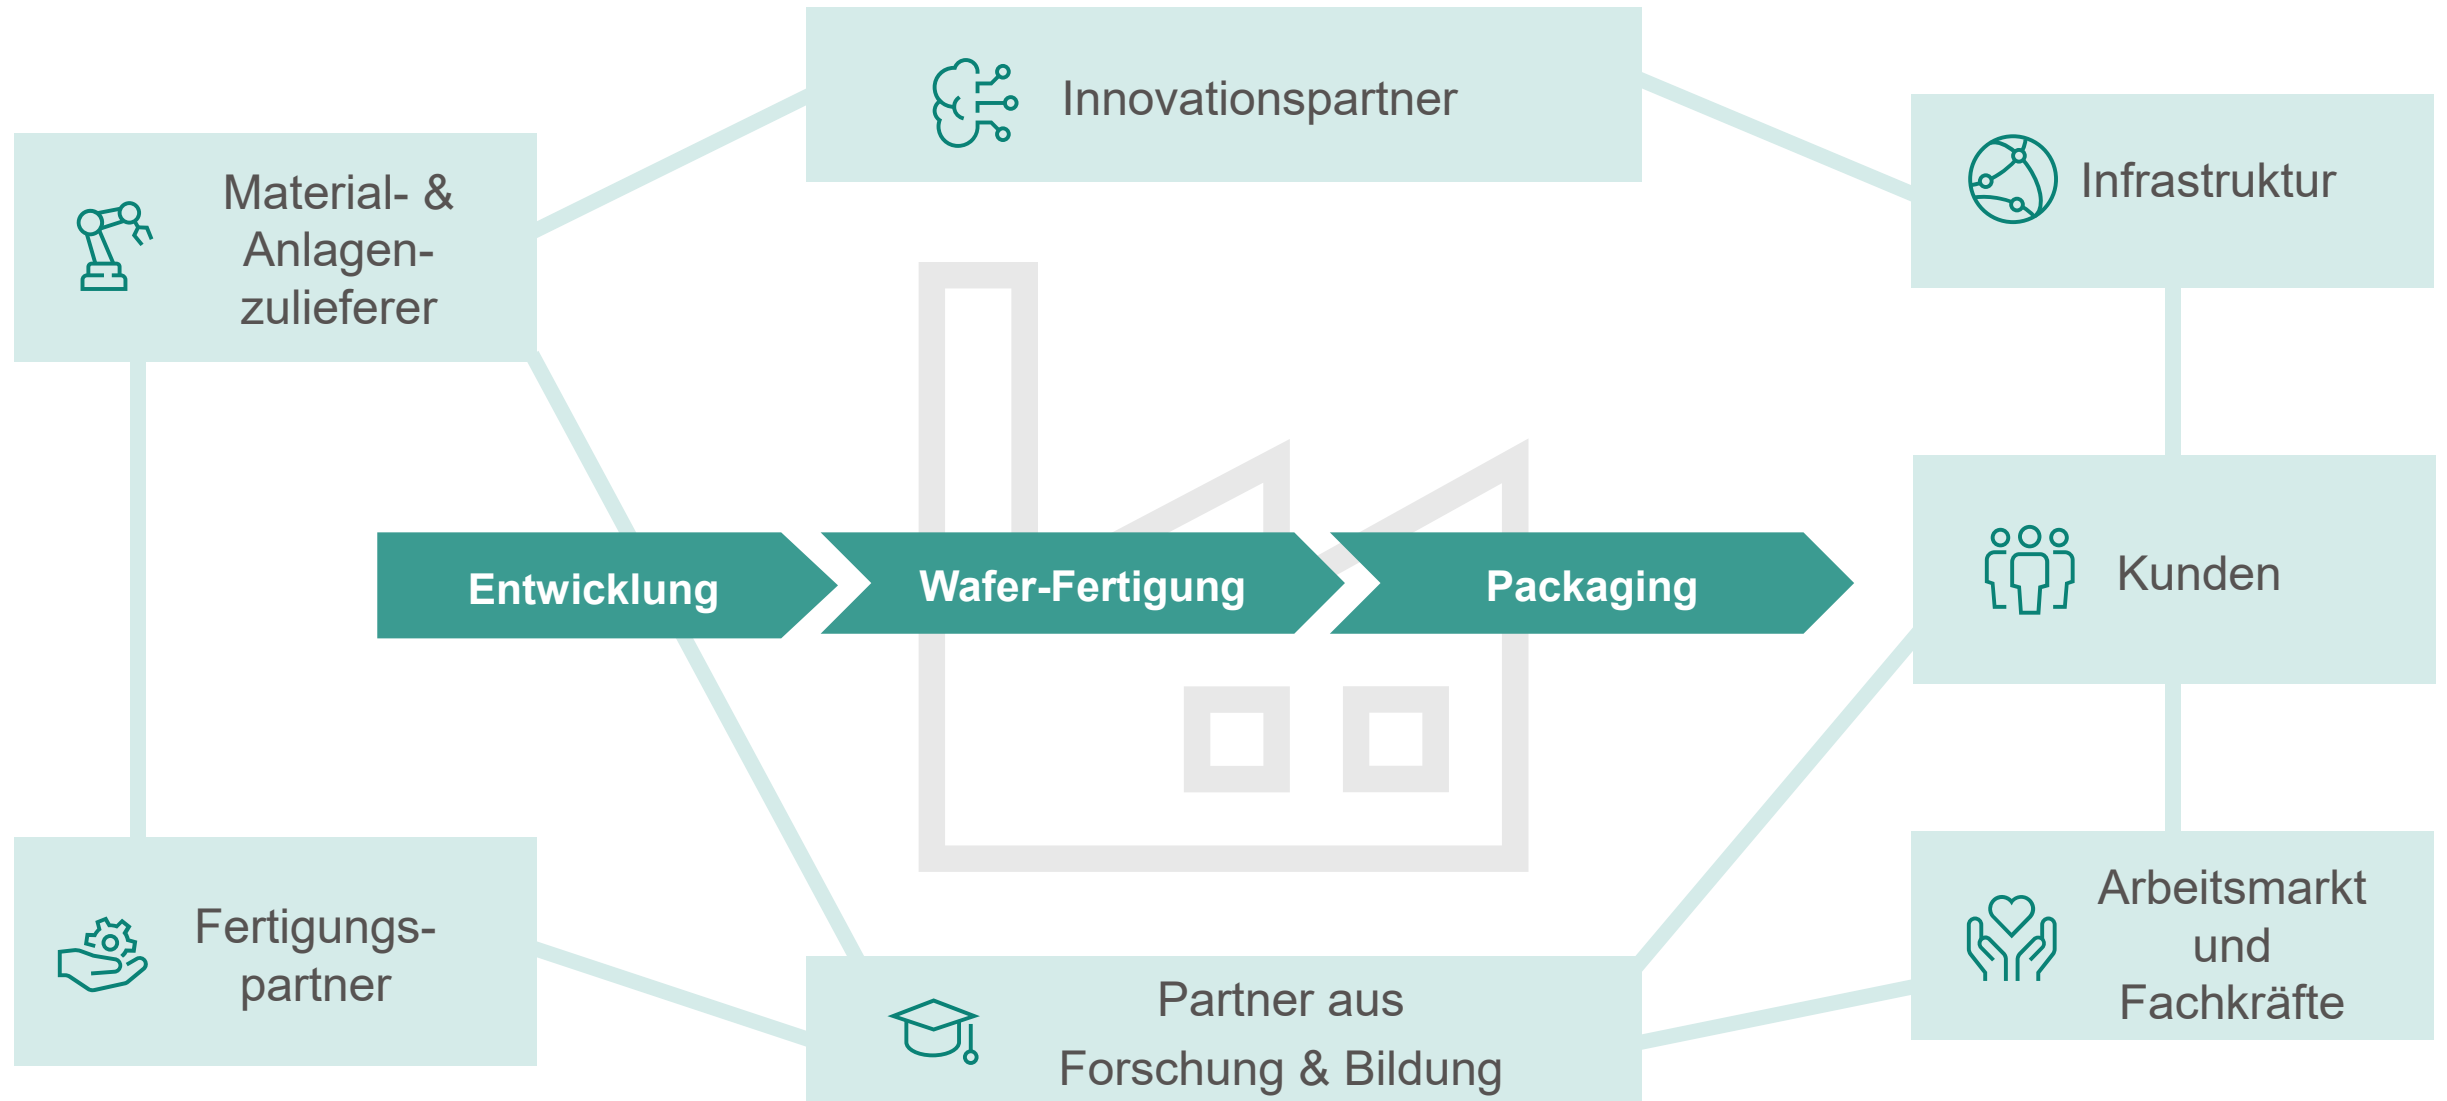 Innovationspartner
Infrastruktur
Material- &
Anlagen-
zulieferer
Entwicklung
Wafer-Fertigung
Packaging
Kunden
Fertigungs-
partner
Partner aus
Forschung & Bildung
Arbeitsmarkt
und
Fachkräfte